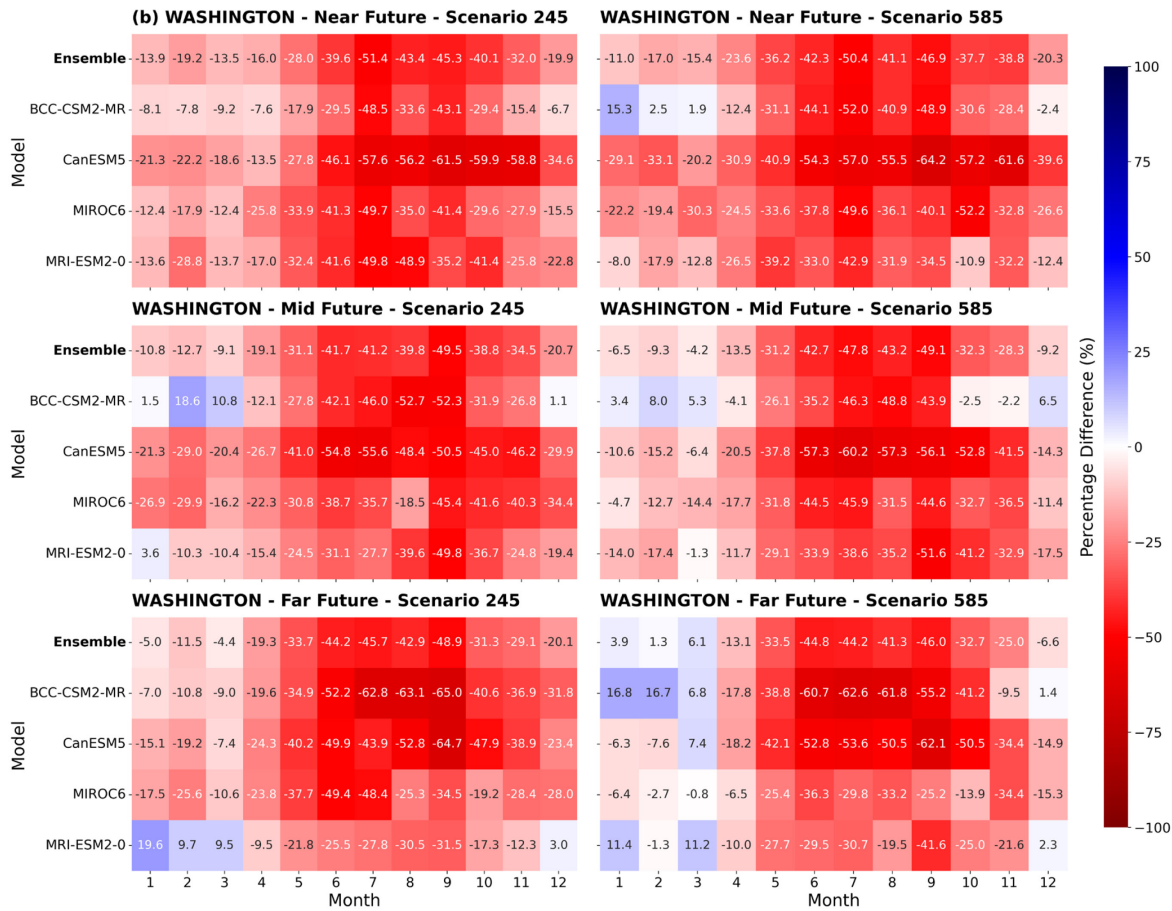 (b) WASHINGTON - Near Future - Scenario 245
Ensemble -13.9 -19.2 -13.5 -16.0 -28.0 -39.6 -51.4 -43.4 -45.3 -40.1 -32.0 -19.9
BCC-CSM2-MR -8.1 -7.8 -9.2 -7.6 -17.9 -29.5 -48.5 -33.6 -43.1 -29.4 -15.4 -6.7
CanESM5 -21.3 -22.2 -18.6 -13.5 -27.8 -46.1 -57.6 -56.2 -61.5 -59.9 -58.8 -34.6
MIROC6 -12.4 -17.9 -12.4 -25.8 -33.9 -41.3 -49.7 -35.0 -41.4 -29.6 -27.9 -15.5
MRI-ESM2-0 -13.6 -28.8 -13.7 -17.0 -32.4 -41.6 -49.8 -48.9 -35.2 -41.4 -25.8 -22.8
Model
WASHINGTON - Near Future - Scenario 585
-11.0 -17.0 -15.4 -23.6 -36.2 -42.3 -50.4 -41.1 -46.9 -37.7 -38.8 -20.3
15.3 2.5 1.9 -12.4 -31.1 -44.1 -52.0 -40.9 -48.9 -30.6 -28.4 -2.4
-29.1 -33.1 -20.2 -30.9 -40.9 -54.3 -57.0 -55.5 -64.2 -57.2 -61.6 -39.6
-22.2 -19.4 -30.3 -24.5 -33.6 -37.8 -49.6 -36.1 -40.1 -52.2 -32.8 -26.6
-8.0 -17.9 -12.8 -26.5 -39.2 -33.0 -42.9 -31.9 -34.5 -10.9 -32.2 -12.4
WASHINGTON - Mid Future - Scenario 245
Ensemble -10.8 -12.7 -9.1 -19.1 -31.1 -41.7 -41.2 -39.8 -49.5 -38.8 -34.5 -20.7
BCC-CSM2-MR 1.5 18.6 10.8 -12.1 -27.8 -42.1 -46.0 -52.7 -52.3 -31.9 -26.8 1.1
CanESM5 -21.3 -29.0 -20.4 -26.7 -41.0 -54.8 -55.6 -48.4 -50.5 -45.0 -46.2 -29.9
MIROC6 -26.9 -29.9 -16.2 -22.3 -30.8 -38.7 -35.7 -18.5 -45.4 -41.6 -40.3 -34.4
MRI-ESM2-0 3.6 -10.3 -10.4 -15.4 -24.5 -31.1 -27.7 -39.6 -49.8 -36.7 -24.8 -19.4
Model
WASHINGTON - Mid Future - Scenario 585
-6.5 -9.3 -4.2 -13.5 -31.2 -42.7 -47.8 -43.2 -49.1 -32.3 -28.3 -9.2
3.4 8.0 5.3 -4.1 -26.1 -35.2 -46.3 -48.8 -43.9 -2.5 -2.2 6.5
-10.6 -15.2 -6.4 -20.5 -37.8 -57.3 -60.2 -57.3 -56.1 -52.8 -41.5 -14.3
-4.7 -12.7 -14.4 -17.7 -31.8 -44.5 -45.9 -31.5 -44.6 -32.7 -36.5 -11.4
-14.0 -17.4 -1.3 -11.7 -29.1 -33.9 -38.6 -35.2 -51.6 -41.2 -32.9 -17.5
WASHINGTON - Far Future - Scenario 245
Ensemble -5.0 -11.5 -4.4 -19.3 -33.7 -44.2 -45.7 -42.9 -48.9 -31.3 -29.1 -20.1
BCC-CSM2-MR -7.0 -10.8 -9.0 -19.6 -34.9 -52.2 -62.8 -63.1 -65.0 -40.6 -36.9 -31.8
CanESM5 -15.1 -19.2 -7.4 -24.3 -40.2 -49.9 -43.9 -52.8 -64.7 -47.9 -38.9 -23.4
MIROC6 -17.5 -25.6 -10.6 -23.8 -37.7 -49.4 -48.4 -25.3 -34.5 -19.2 -28.4 -28.0
MRI-ESM2-0 19.6 9.7 9.5 -9.5 -21.8 -25.5 -27.8 -30.5 -31.5 -17.3 -12.3 3.0
1 2 3 4 5 6 7 8 9 10 11 12
Month
Model
WASHINGTON - Far Future - Scenario 585
3.9 1.3 6.1 -13.1 -33.5 -44.8 -44.2 -41.3 -46.0 -32.7 -25.0 -6.6
16.8 16.7 6.8 -17.8 -38.8 -60.7 -62.6 -61.8 -55.2 -41.2 -9.5 1.4
-6.3 -7.6 7.4 -18.2 -42.1 -52.8 -53.6 -50.5 -62.1 -50.5 -34.4 -14.9
-6.4 -2.7 -0.8 -6.5 -25.4 -36.3 -29.8 -33.2 -25.2 -13.9 -34.4 -15.3
11.4 -1.3 11.2 -10.0 -27.7 -29.5 -30.8 -19.5 -41.6 -25.0 -21.6 2.3
1 2 3 4 5 6 7 8 9 10 11 12
Month
100
75
50
25
0
−25
−50
−75
−100
Percentage Difference (%)